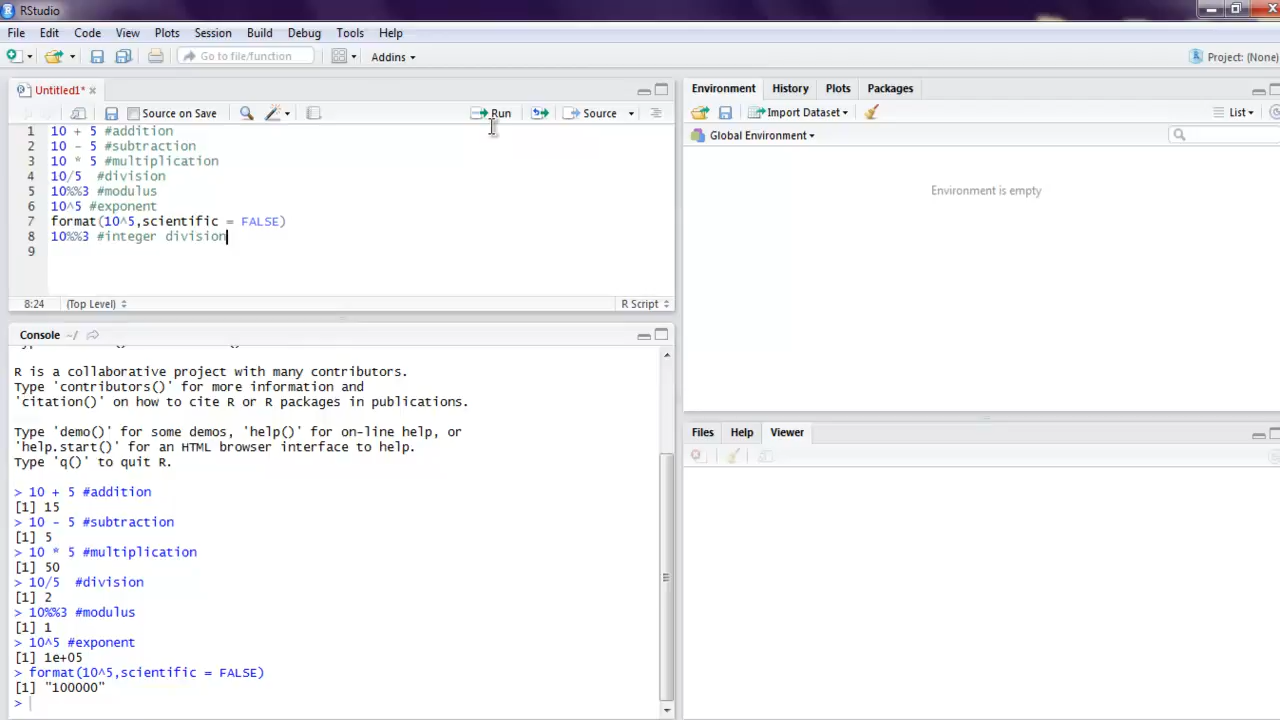 RStudio
File Edit Code View Plots Session Build Debug Tools Help
Go to file/function Addins Project: (None)
Untitled1*
Source on Save Run Source
1 10 + 5 #addition
2 10 - 5 #subtraction
3 10 * 5 #multiplication
4 10/5  #division
5 10%%3 #modulus
6 10^5 #exponent
7 format(10^5,scientific = FALSE)
8 10%%3 #integer division
9
8:24 (Top Level) R Script
Console ~/
R is a collaborative project with many contributors.
Type 'contributors()' for more information and
'citation()' on how to cite R or R packages in publications.
Type 'demo()' for some demos, 'help()' for on-line help, or
'help.start()' for an HTML browser interface to help.
Type 'q()' to quit R.
> 10 + 5 #addition
[1] 15
> 10 - 5 #subtraction
[1] 5
> 10 * 5 #multiplication
[1] 50
> 10/5  #division
[1] 2
> 10%%3 #modulus
[1] 1
> 10^5 #exponent
[1] 1e+05
> format(10^5,scientific = FALSE)
[1] "100000"
>
Environment History Plots Packages
Import Dataset List
Global Environment
Environment is empty
Files Help Viewer